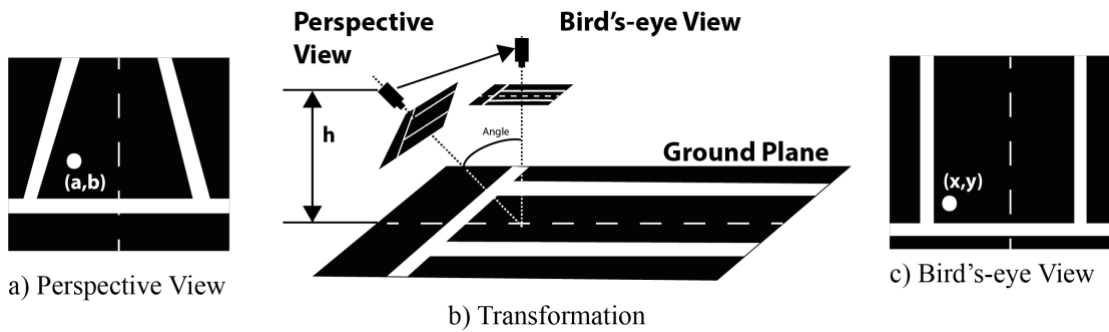 (a,b)
a) Perspective View
Perspective
View
Bird's-eye View
h
Angle
Ground Plane
b) Transformation
(x,y)
c) Bird's-eye View